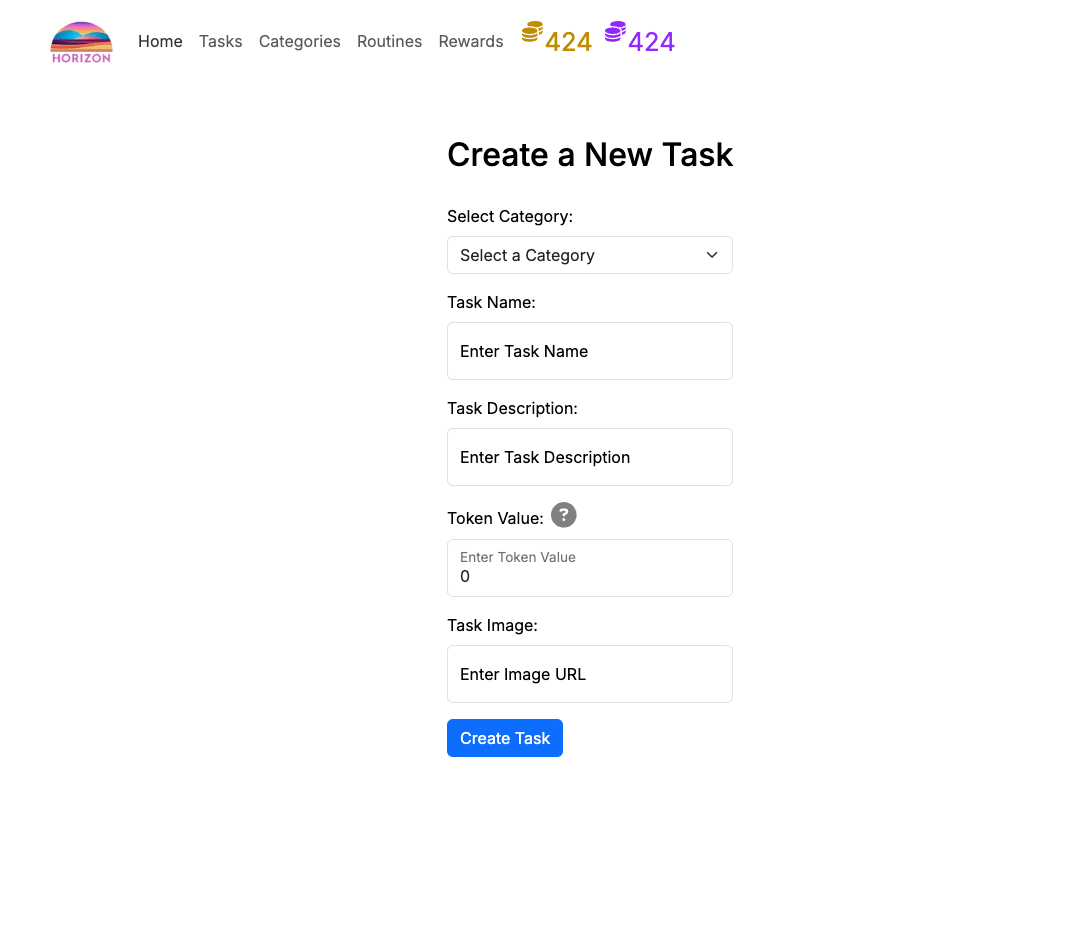 HORIZON
Home Tasks Categories Routines Rewards 424 424
Create a New Task
Select Category:
Select a Category
Task Name:
Enter Task Name
Task Description:
Enter Task Description
Token Value: ?
Enter Token Value
0
Task Image:
Enter Image URL
Create Task